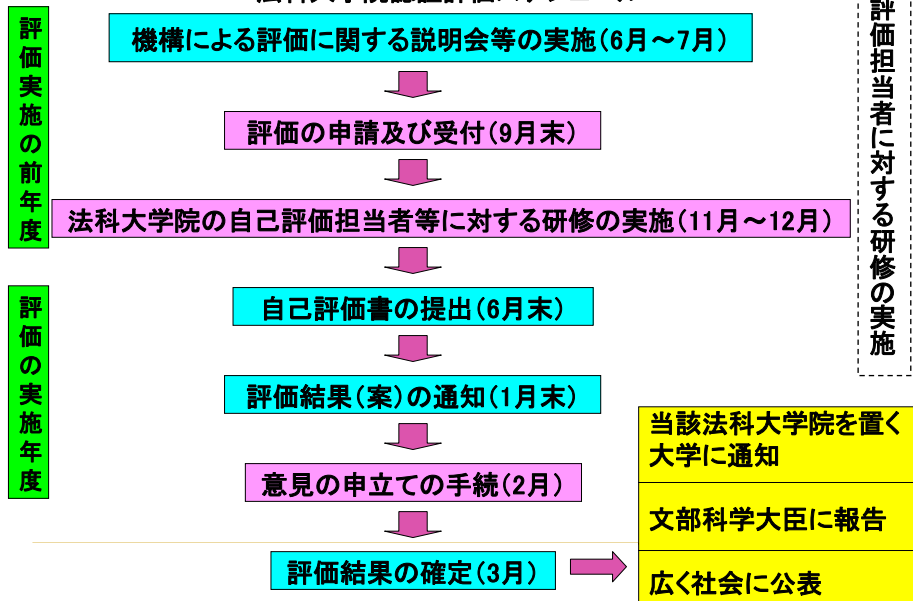 評価実施の前年度
機構による評価に関する説明会等の実施(6月～7月)
評価の申請及び受付(9月末)
法科大学院の自己評価担当者等に対する研修の実施(11月～12月)
評価担当者に対する研修の実施
評価の実施年度
自己評価書の提出(6月末)
評価結果(案)の通知(1月末)
意見の申立ての手続(2月)
評価結果の確定(3月)
当該法科大学院を置く
大学に通知
文部科学大臣に報告
広く社会に公表